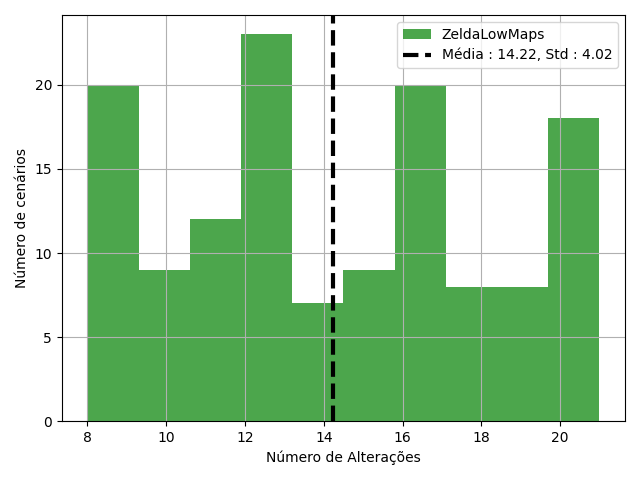 ZeldaLowMaps
Média : 14.22, Std : 4.02
Número de cenários
20
15
10
5
0
8 10 12 14 16 18 20
Número de Alterações